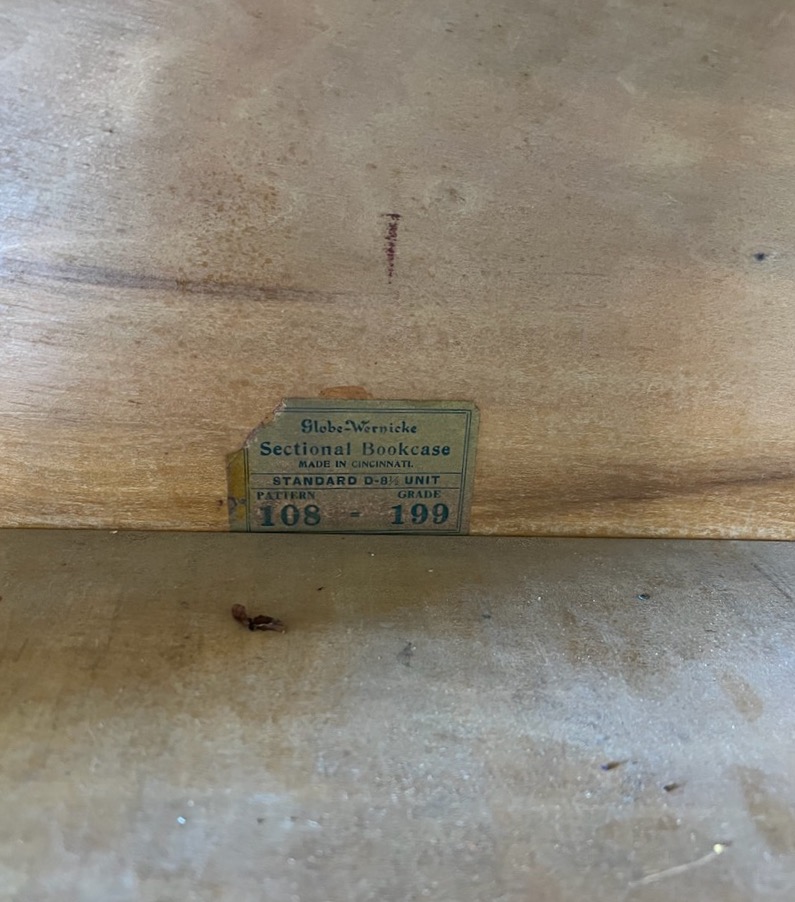 Globe-Wernicke
Sectional Bookcase
MADE IN CINCINNATI.
STANDARD D-8½ UNIT
PATTERN GRADE
108 - 199